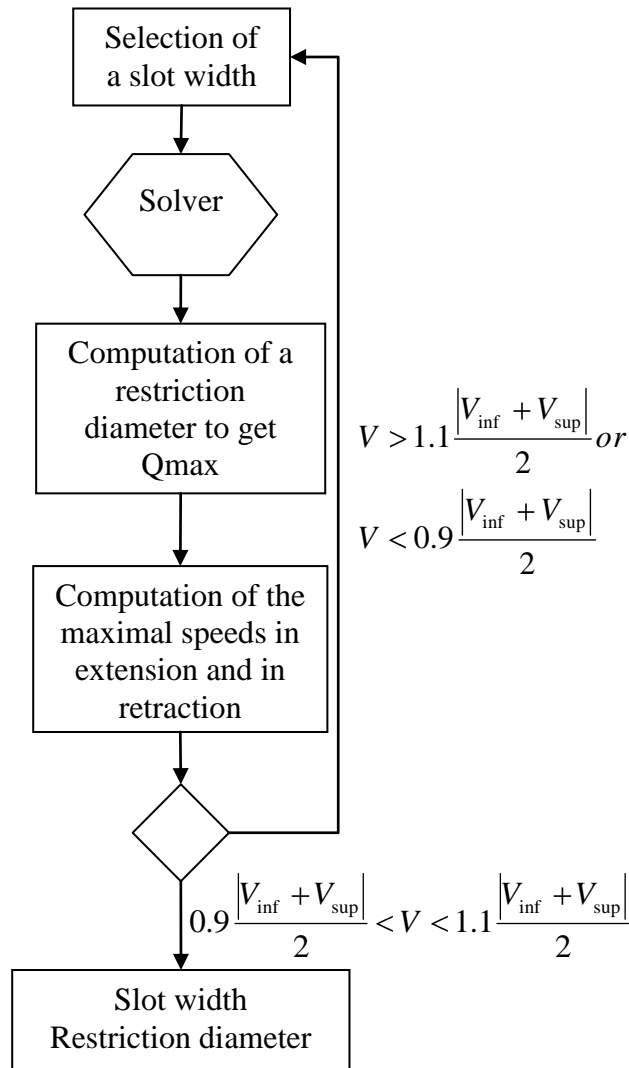 Selection of
a slot width
Solver
Computation of a
restriction
diameter to get
Qmax
V > 1.1 |V_inf + V_sup| / 2 or
V < 0.9 |V_inf + V_sup| / 2
Computation of the
maximal speeds in
extension and in
retraction
0.9 |V_inf + V_sup| / 2 < V < 1.1 |V_inf + V_sup| / 2
Slot width
Restriction diameter